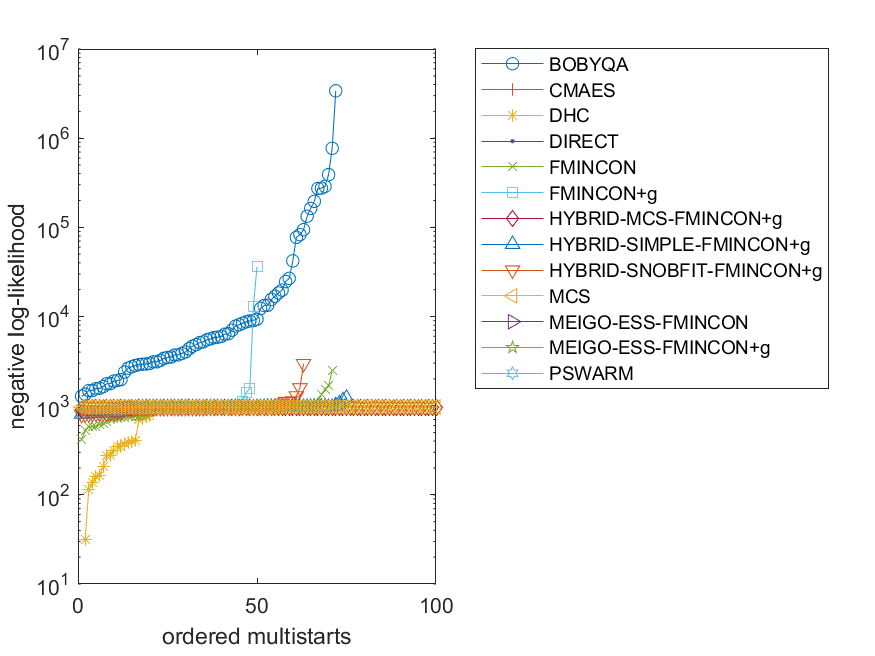 10^7
10^6
10^5
10^4
10^3
10^2
10^1
0
50
100
ordered multistarts
negative log-likelihood
BOBYQA
CMAES
DHC
DIRECT
FMINCON
FMINCON+g
HYBRID-MCS-FMINCON+g
HYBRID-SIMPLE-FMINCON+g
HYBRID-SNOBFIT-FMINCON+g
MCS
MEIGO-ESS-FMINCON
MEIGO-ESS-FMINCON+g
PSWARM